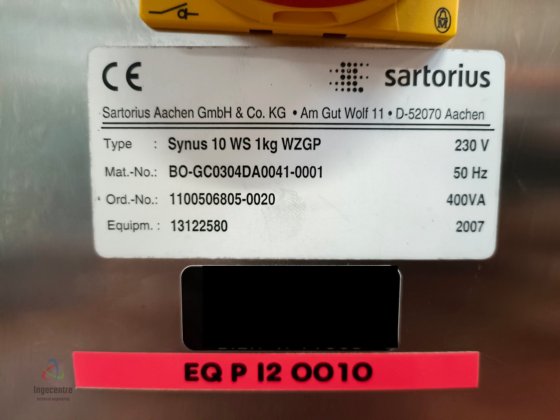 CE
sartorius
Sartorius Aachen GmbH & Co. KG • Am Gut Wolf 11 • D-52070 Aachen
Type : Synus 10 WS 1kg WZGP 230 V
Mat.-No.: BO-GC0304DA0041-0001 50 Hz
Ord.-No.: 1100506805-0020 400VA
Equipm. : 13122580 2007
EQ P I2 0010
Ingecentro